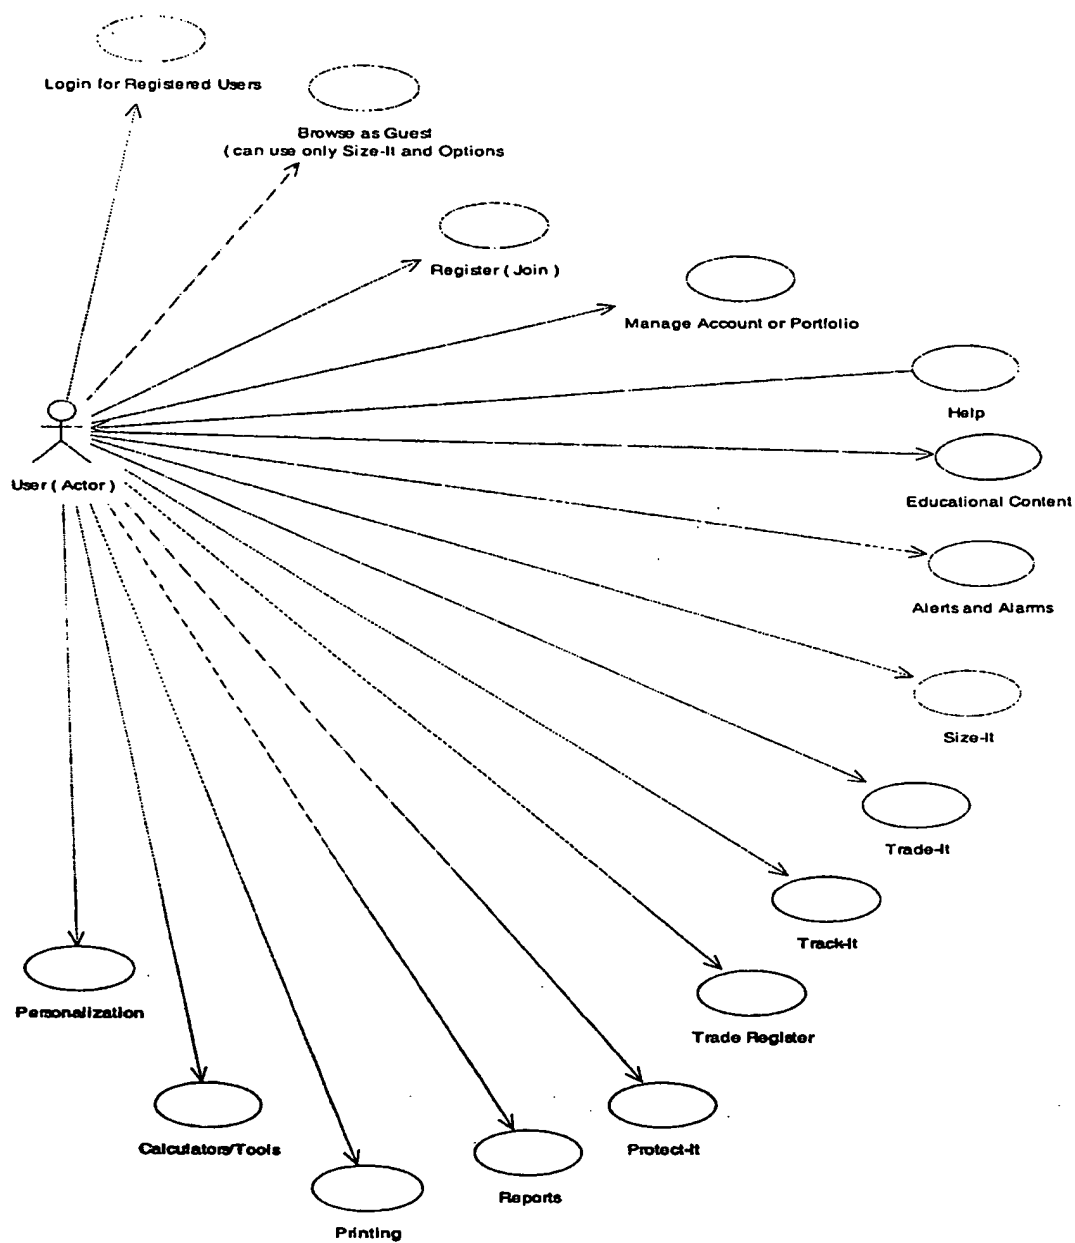 Login for Registered Users
Browse as Guest
( can use only Size-It and Options
Register ( Join )
Manage Account or Portfolio
Help
User ( Actor )
Educational Content
Alerts and Alarms
Size-It
Trade-It
Track-It
Personalization
Trade Register
Calculators/Tools
Protect-It
Reports
Printing